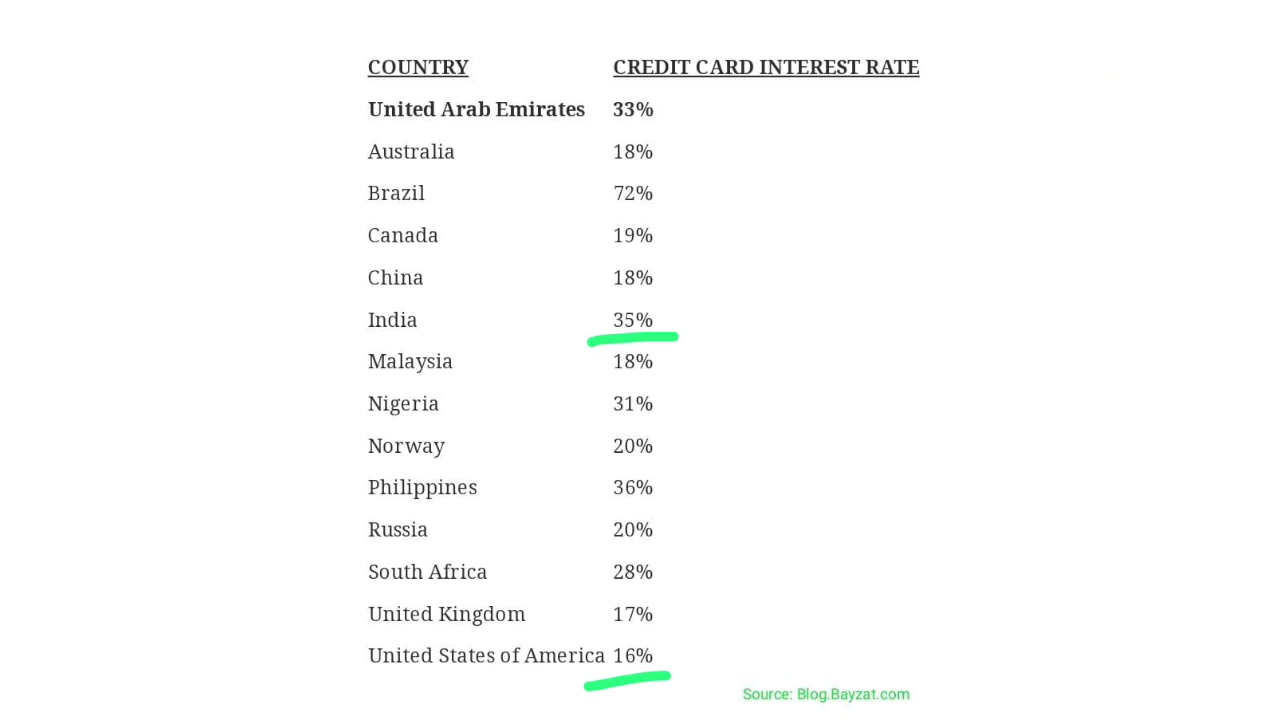 COUNTRY CREDIT CARD INTEREST RATE
United Arab Emirates 33%
Australia 18%
Brazil 72%
Canada 19%
China 18%
India 35%
Malaysia 18%
Nigeria 31%
Norway 20%
Philippines 36%
Russia 20%
South Africa 28%
United Kingdom 17%
United States of America 16%
Source: Blog.Bayzat.com